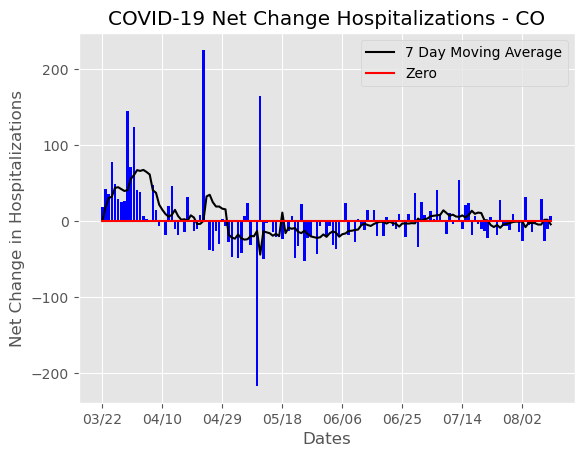 COVID-19 Net Change Hospitalizations - CO
7 Day Moving Average
Zero
Net Change in Hospitalizations
200
100
0
−100
−200
03/22 04/10 04/29 05/18 06/06 06/25 07/14 08/02
Dates